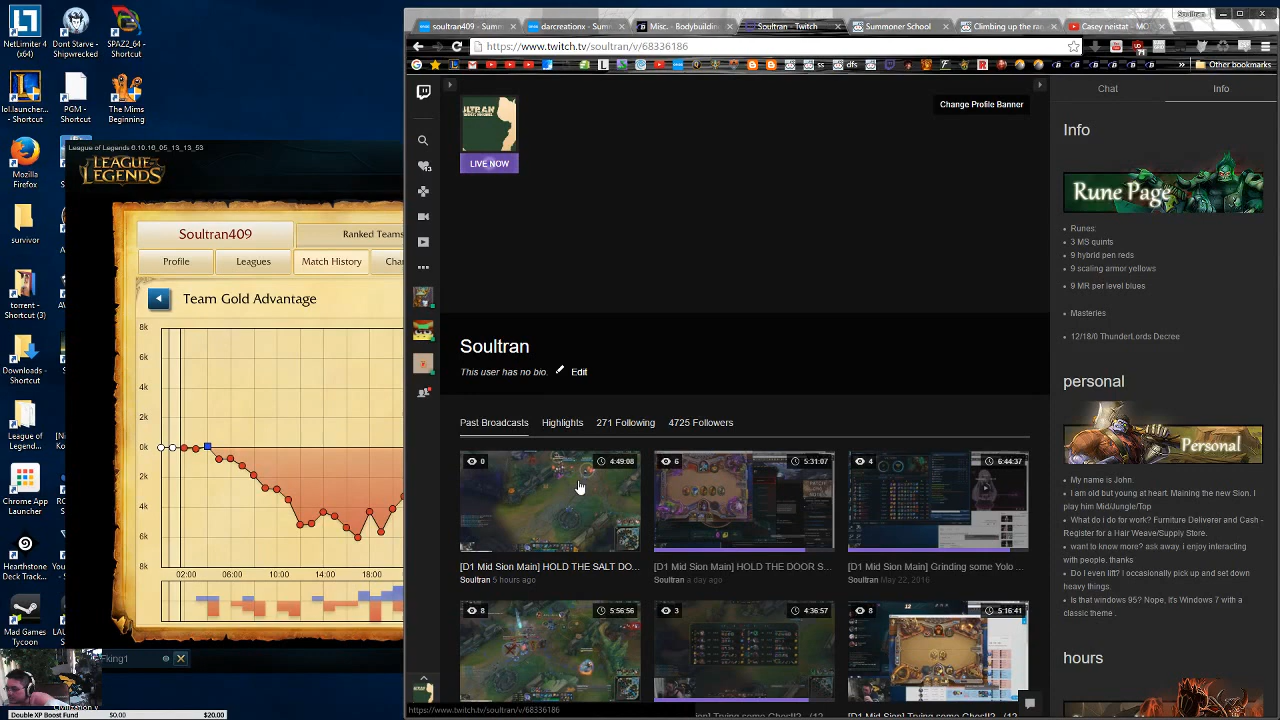 NetLimiter 4
Dont Starve - Shipwrecked
SPAZZ_64 - Shortcut
lol.launcher...
Shortcut
PGM - Shortcut
The Mims Beginning
Mozilla Firefox
survivor
uTorrent - Shortcut (3)
Downloads - Shortcut
League of Legend...
Chrome App Launcher
Hearthstone Deck Track...
Mad Games
League of Legends 6.10.16_05_13_13_53
LEAGUE OF LEGENDS
Soultran409
Ranked Teams
Profile
Leagues
Match History
Team Gold Advantage
8k
6k
4k
2k
0k
2k
4k
6k
8k
02:00
06:00
10:00
14:00
18:00
Fking1
Double XP Boost Fund
$0.00
$20.00
Soultran
soultran409 - Summ
darcreationx - Summ
Misc. - Bodybuildin
Soultran - Twitch
Summoner School
Climbing up the ran
Casey neistat - MO
https://www.twitch.tv/soultran/v/68336186
ss
dfs
Other bookmarks
LIVE NOW
Change Profile Banner
13
Soultran
This user has no bio.
Edit
Past Broadcasts
Highlights
271 Following
4725 Followers
0
4:49:08
6
5:31:07
4
6:44:37
[D1 Mid Sion Main] HOLD THE SALT DO...
Soultran 5 hours ago
[D1 Mid Sion Main] HOLD THE DOOR S...
Soultran a day ago
[D1 Mid Sion Main] Grinding some Yolo ...
Soultran May 22, 2016
8
5:56:56
3
4:36:57
8
5:16:41
https://www.twitch.tv/soultran/v/68336186
Chat
Info
Info
Rune Page
Runes:
3 MS quints
9 hybrid pen reds
9 scaling armor yellows
9 MR per level blues
Masteries
12/18/0 ThunderLords Decree
personal
Personal
My name is John.
I am old but young at heart. Maining the new Sion. I
play him Mid/Jungle/Top
What do i do for work? Furniture Deliverer and Cash -
Register for a Hair Weave/Supply Store.
want to know more? ask away. i enjoy interacting
with people. thanks
Do I even lift? I occasionally pick up and set down
heavy things.
Is that windows 95? Nope, It's Windows 7 with a
classic theme .
hours